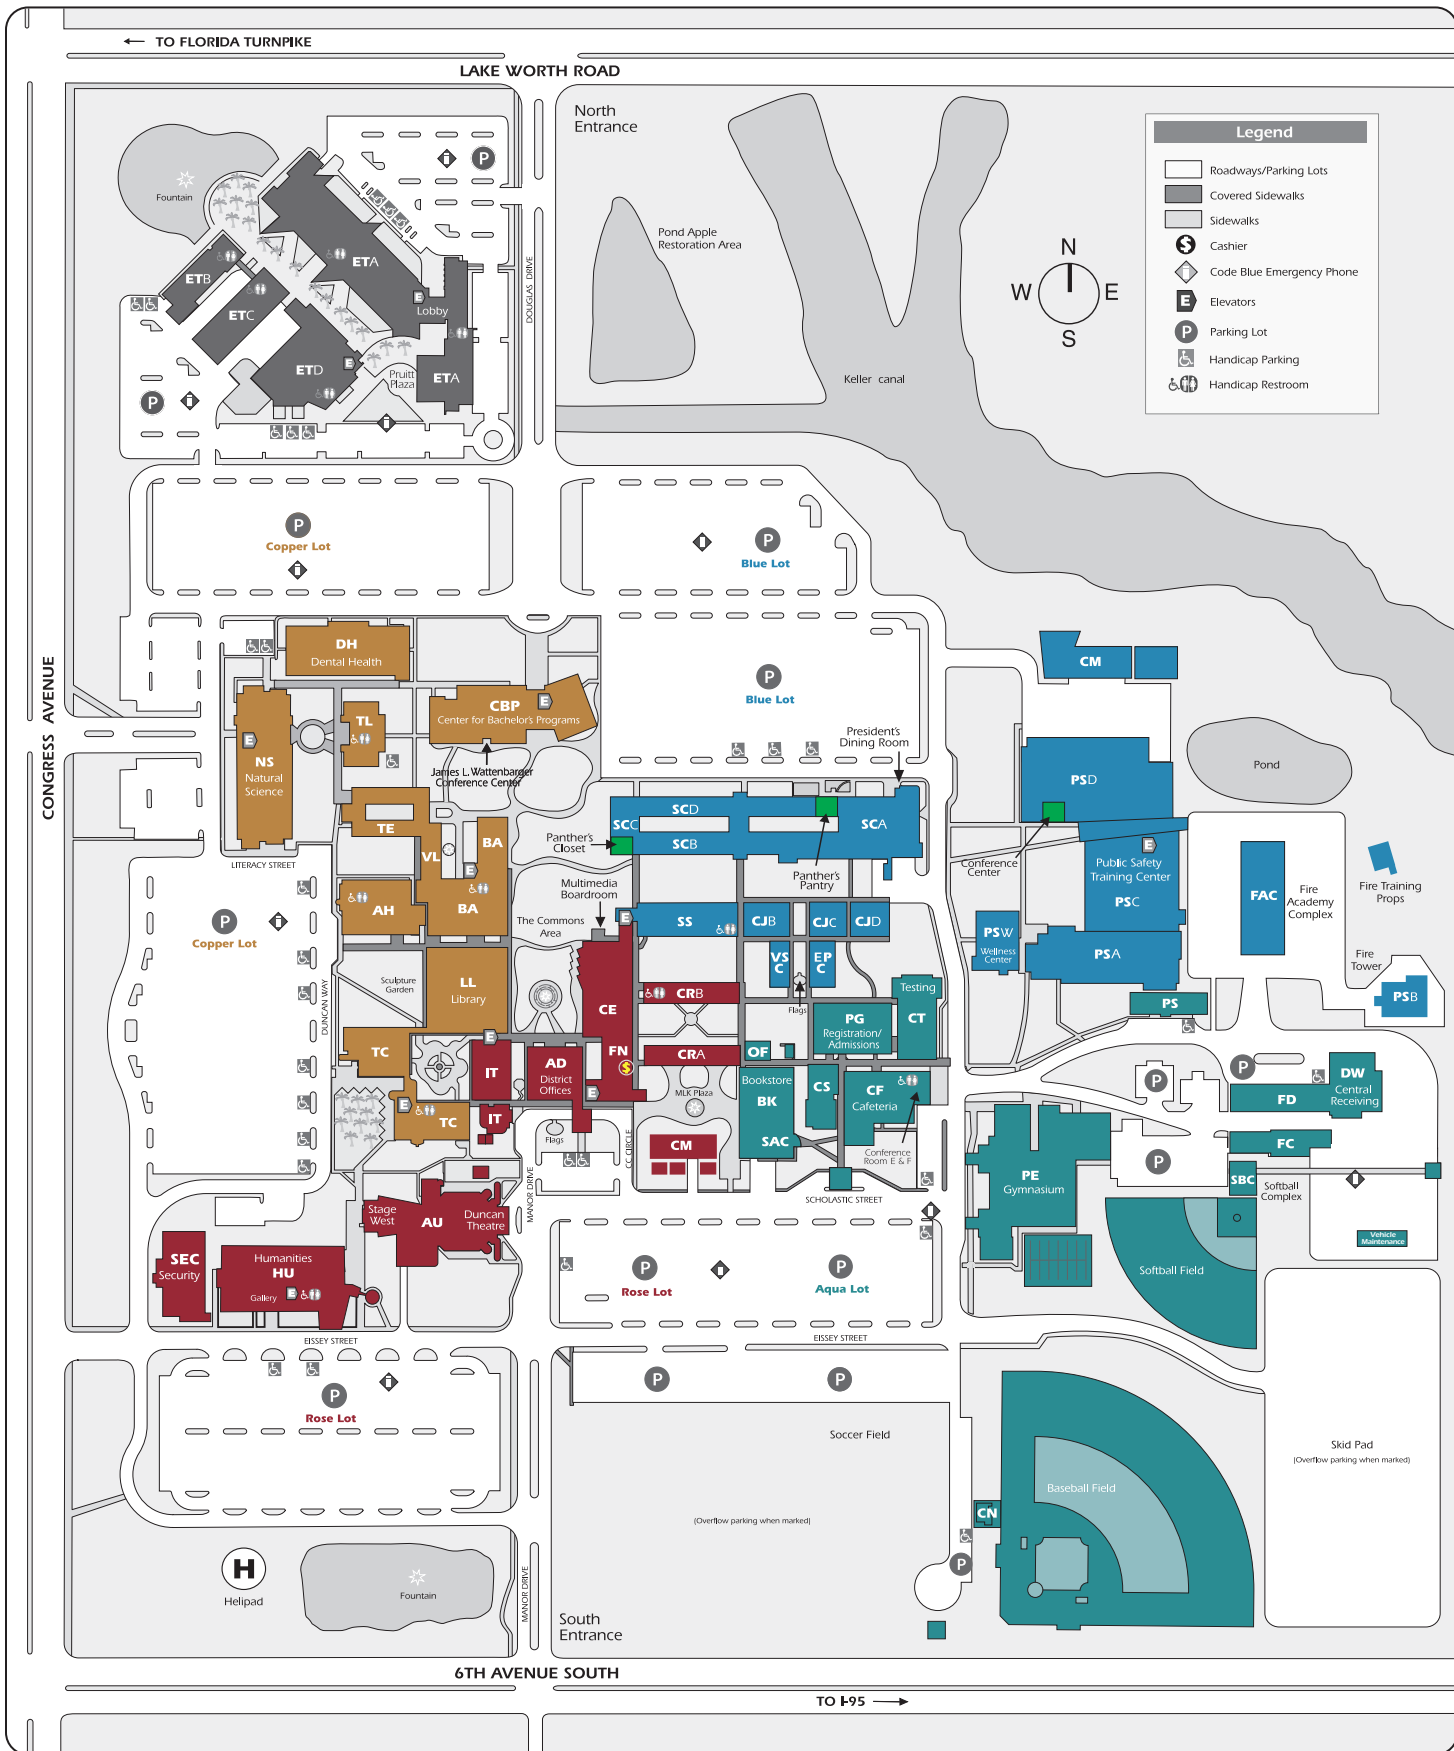 ← TO FLORIDA TURNPIKE
LAKE WORTH ROAD
North
Entrance
Legend
Roadways/Parking Lots
Covered Sidewalks
Sidewalks
$ Cashier
Code Blue Emergency Phone
E Elevators
P Parking Lot
Handicap Parking
Handicap Restroom
N
W E
S
Fountain
P
ETA
ETB
ETC
E
Lobby
ETD
E
ETA
Pruitt
Plaza
P
DOUGLAS DRIVE
Pond Apple
Restoration Area
Keller canal
P
Copper Lot
P
Blue Lot
P
Blue Lot
CONGRESS AVENUE
DH
Dental Health
CBP
E
Center for Bachelor's Programs
James L. Wattenbarger
Conference Center
TL
E
NS
Natural
Science
TE
VL
BA
E
BA
AH
LITERACY STREET
P
Copper Lot
DUNCAN WAY
Sculpture
Garden
LL
Library
E
TC
E
TC
President's
Dining Room
SCD
SCC
SCB
SCA
Panther's
Closet
Panther's
Pantry
Multimedia
Boardroom
The Commons
Area
E
SS
CJB
CJC
CJD
VS
C
EP
C
Flags
CE
CRB
CRA
FN
$
E
IT
IT
AD
District
Offices
Flags
MLK Plaza
CM
CC CIRCLE
MANOR DRIVE
OF
PG
Registration/
Admissions
Testing
CT
Bookstore
BK
SAC
CS
CF
Cafeteria
Conference
Room E & F
SCHOLASTIC STREET
CM
PSD
Pond
Conference
Center
E
Public Safety
Training Center
PSC
PSW
Wellness
Center
PSA
FAC
Fire
Academy
Complex
Fire Training
Props
Fire
Tower
PSB
PS
P
P
DW
Central
Receiving
FD
FC
P
SBC
Softball
Complex
PE
Gymnasium
Vehicle
Maintenance
Softball Field
Stage
West
AU
Duncan
Theatre
SEC
Security
Humanities
HU
Gallery
E
EISSEY STREET
P
Rose Lot
P
Aqua Lot
EISSEY STREET
P
Rose Lot
P
P
Soccer Field
(Overflow parking when marked)
Baseball Field
CN
P
Skid Pad
(Overflow parking when marked)
H
Helipad
Fountain
MANOR DRIVE
South
Entrance
6TH AVENUE SOUTH
TO I-95 →